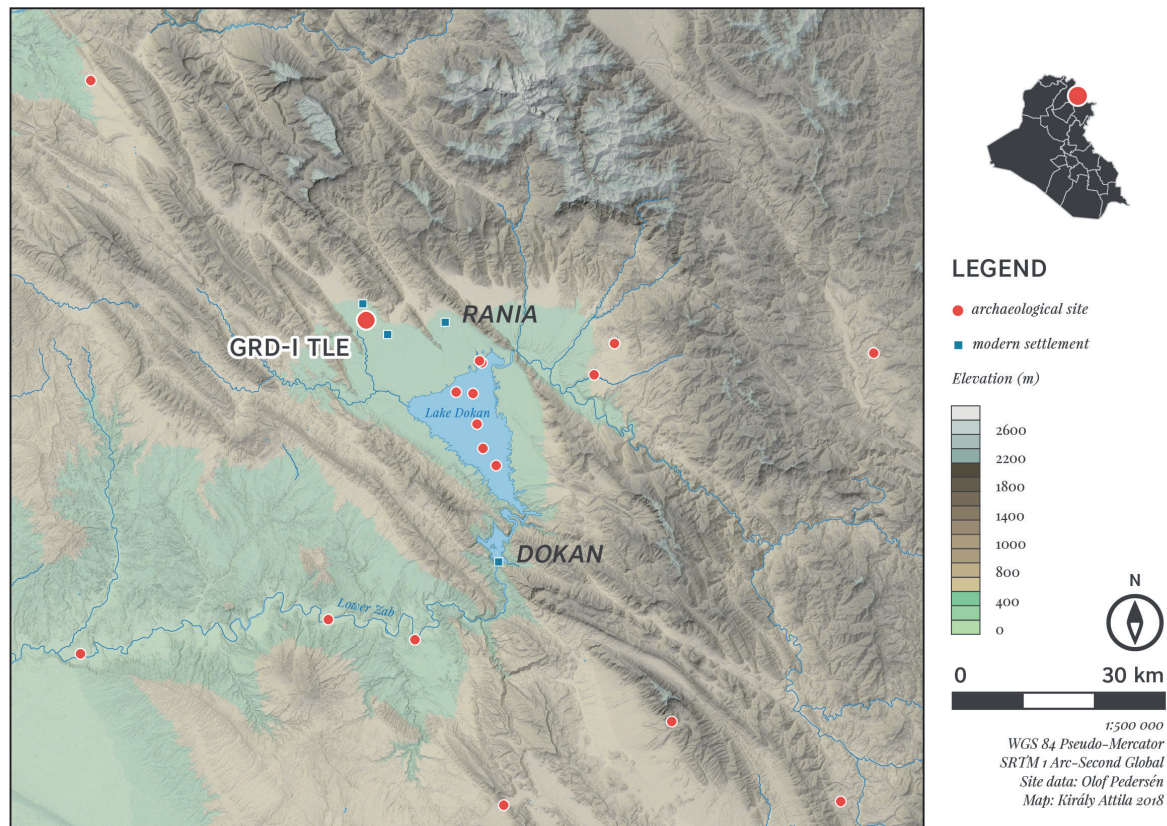 RANIA
GRD-I TLE
Lake Dokan
DOKAN
Lower Zab
LEGEND
archaeological site
modern settlement
Elevation (m)
2600
2200
1800
1400
1000
800
400
0
N
0 30 km
1:500 000
WGS 84 Pseudo-Mercator
SRTM 1 Arc-Second Global
Site data: Olof Pedersén
Map: Király Attila 2018